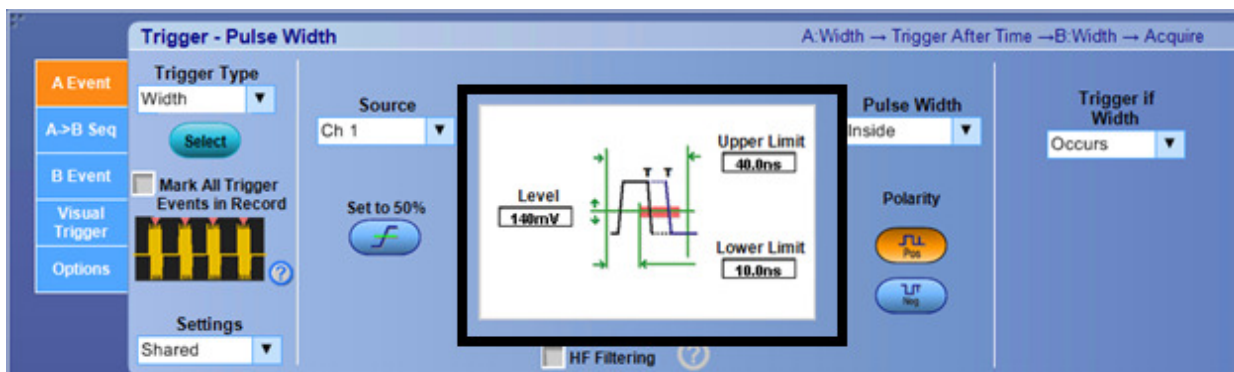 Trigger - Pulse Width
A:Width → Trigger After Time →B:Width → Acquire
A Event
A->B Seq
B Event
Visual
Trigger
Options
Trigger Type
Width
Select
Mark All Trigger
Events in Record
?
Settings
Shared
Source
Ch 1
Set to 50%
Level
140mV
T T
Upper Limit
40.0ns
Lower Limit
10.0ns
HF Filtering
?
Pulse Width
Inside
Polarity
Pos
Neg
Trigger if
Width
Occurs